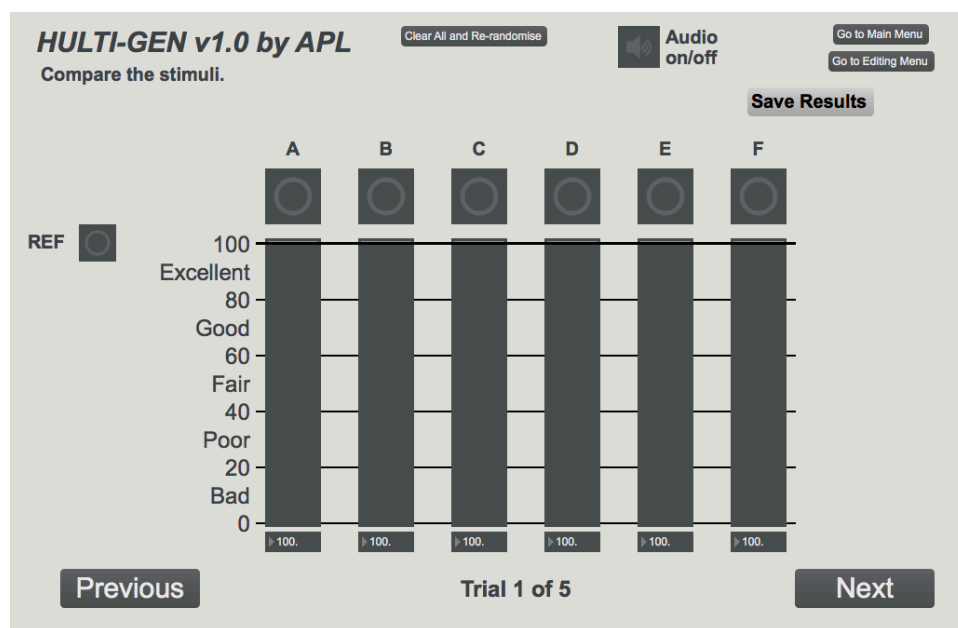 HULTI-GEN v1.0 by APL
Clear All and Re-randomise
Audio
on/off
Go to Main Menu
Go to Editing Menu
Compare the stimuli.
Save Results
A B C D E F
REF
100
Excellent
80
Good
60
Fair
40
Poor
20
Bad
0
100. 100. 100. 100. 100. 100.
Previous
Trial 1 of 5
Next